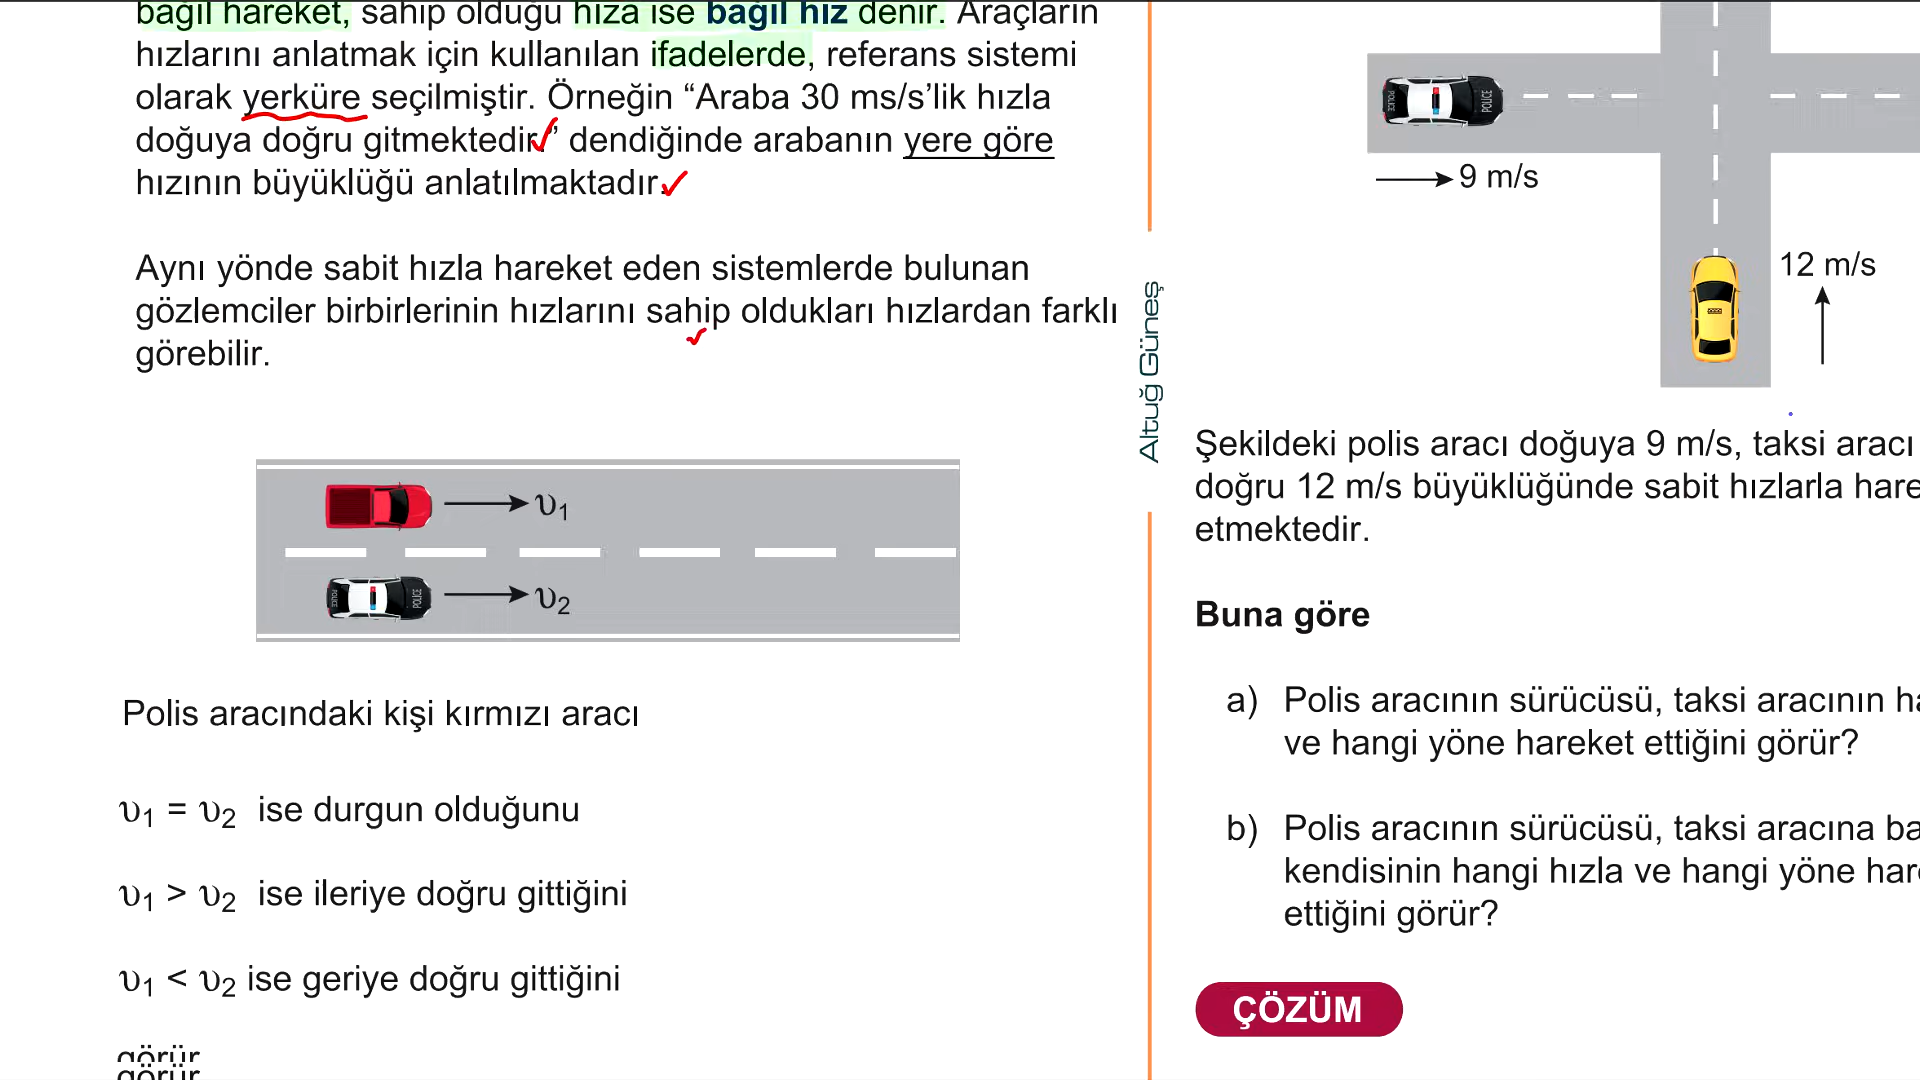 bağıl hareket, sahip olduğu hıza ise bağıl hız denir. Araçların
hızlarını anlatmak için kullanılan ifadelerde, referans sistemi
olarak yerküre seçilmiştir. Örneğin “Araba 30 ms/s’lik hızla
doğuya doğru gitmektedir.” dendiğinde arabanın yere göre
hızının büyüklüğü anlatılmaktadır.
Aynı yönde sabit hızla hareket eden sistemlerde bulunan
gözlemciler birbirlerinin hızlarını sahip oldukları hızlardan farklı
görebilir.
υ1
POLICE POLICE υ2
Polis aracındaki kişi kırmızı aracı
υ1 = υ2 ise durgun olduğunu
υ1 > υ2 ise ileriye doğru gittiğini
υ1 < υ2 ise geriye doğru gittiğini
görür
görür
Altuğ Güneş
POLICE POLICE
9 m/s
12 m/s
Şekildeki polis aracı doğuya 9 m/s, taksi aracı
doğru 12 m/s büyüklüğünde sabit hızlarla hare
etmektedir.
Buna göre
a) Polis aracının sürücüsü, taksi aracının ha
ve hangi yöne hareket ettiğini görür?
b) Polis aracının sürücüsü, taksi aracına ba
kendisinin hangi hızla ve hangi yöne har
ettiğini görür?
ÇÖZÜM